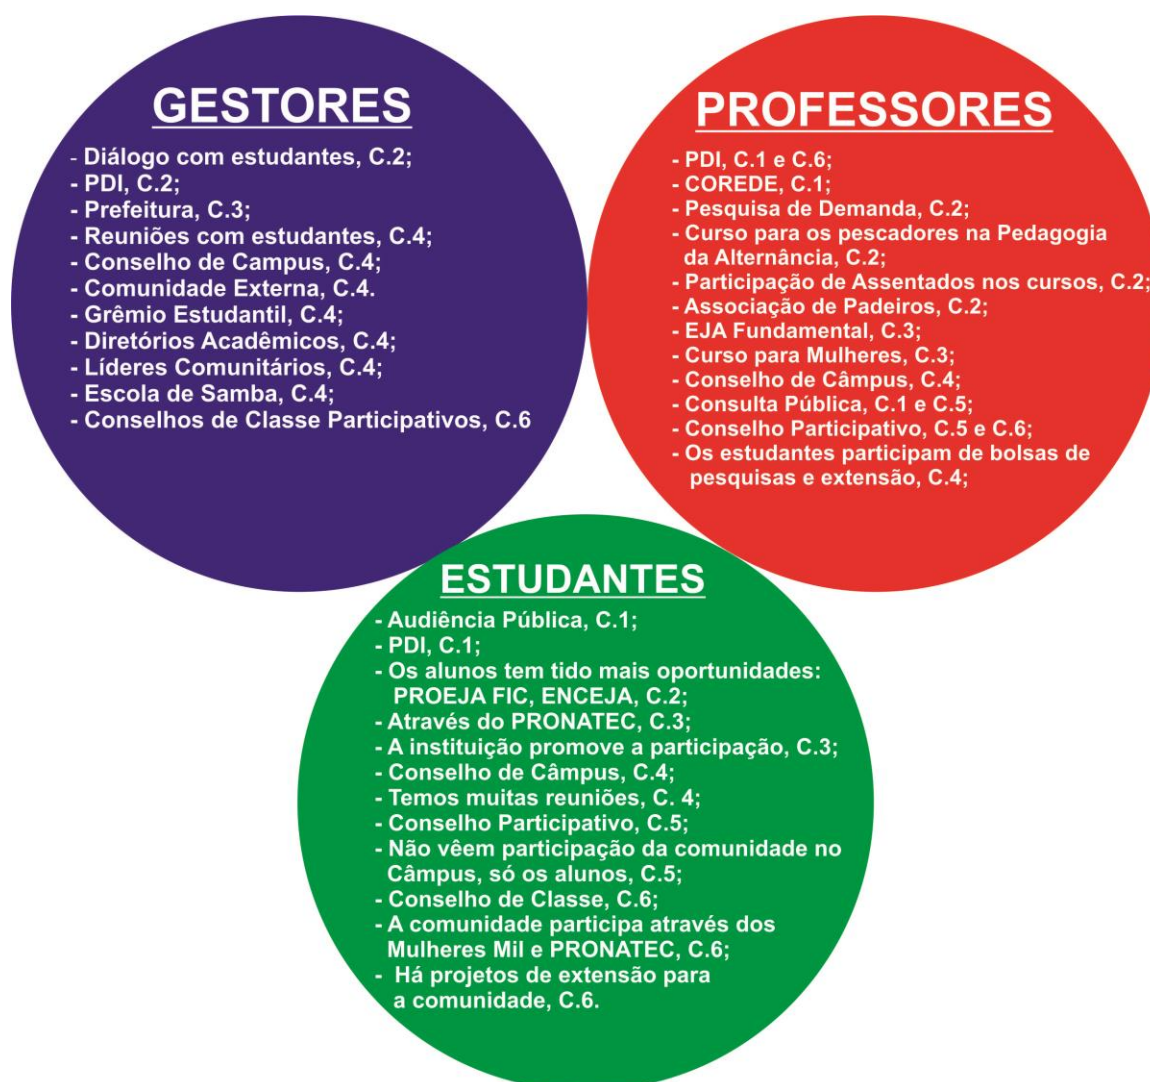 GESTORES
- Diálogo com estudantes, C.2;
- PDI, C.2;
- Prefeitura, C.3;
- Reuniões com estudantes, C.4;
- Conselho de Campus, C.4;
- Comunidade Externa, C.4.
- Grêmio Estudantil, C.4;
- Diretórios Acadêmicos, C.4;
- Líderes Comunitários, C.4;
- Escola de Samba, C.4;
- Conselhos de Classe Participativos, C.6
PROFESSORES
- PDI, C.1 e C.6;
- COREDE, C.1;
- Pesquisa de Demanda, C.2;
- Curso para os pescadores na Pedagogia
da Alternância, C.2;
- Participação de Assentados nos cursos, C.2;
- Associação de Padeiros, C.2;
- EJA Fundamental, C.3;
- Curso para Mulheres, C.3;
- Conselho de Câmpus, C.4;
- Consulta Pública, C.1 e C.5;
- Conselho Participativo, C.5 e C.6;
- Os estudantes participam de bolsas de
pesquisas e extensão, C.4;
ESTUDANTES
- Audiência Pública, C.1;
- PDI, C.1;
- Os alunos tem tido mais oportunidades:
PROEJA FIC, ENCEJA, C.2;
- Através do PRONATEC, C.3;
- A instituição promove a participação, C.3;
- Conselho de Câmpus, C.4;
- Temos muitas reuniões, C. 4;
- Conselho Participativo, C.5;
- Não vêem participação da comunidade no
Câmpus, só os alunos, C.5;
- Conselho de Classe, C.6;
- A comunidade participa através dos
Mulheres Mil e PRONATEC, C.6;
- Há projetos de extensão para
a comunidade, C.6.